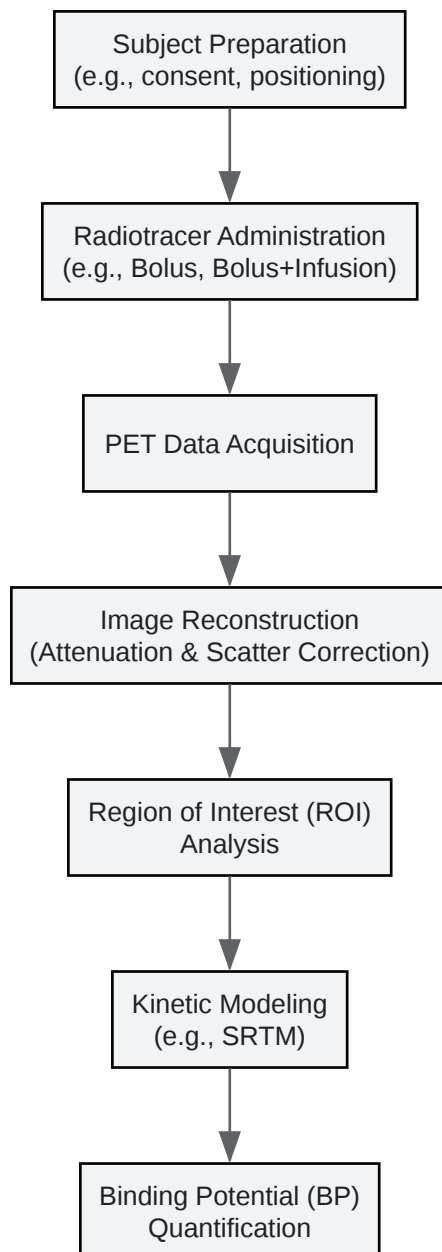 Subject Preparation
(e.g., consent, positioning)
Radiotracer Administration
(e.g., Bolus, Bolus+Infusion)
PET Data Acquisition
Image Reconstruction
(Attenuation & Scatter Correction)
Region of Interest (ROI)
Analysis
Kinetic Modeling
(e.g., SRTM)
Binding Potential (BP)
Quantification